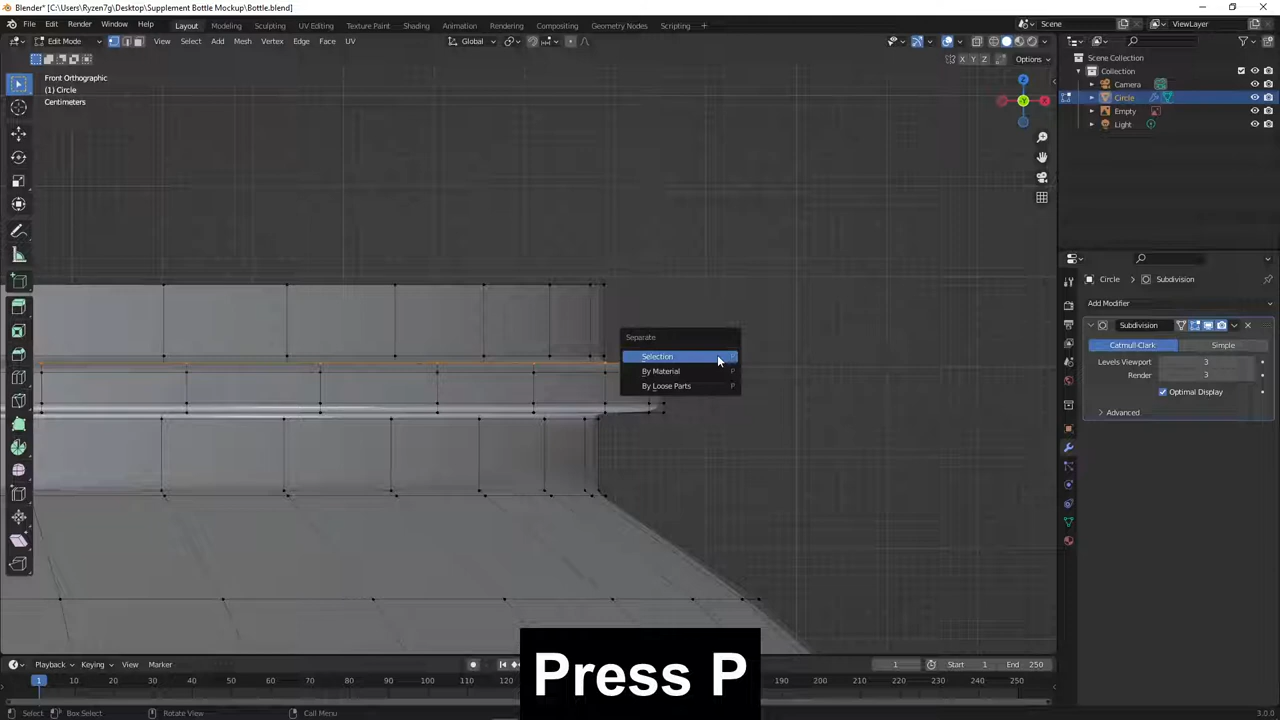 Blender* [C:\Users\Ryzen7g\Desktop\Supplement Bottle Mockup\Bottle.blend]
File Edit Render Window Help Layout Modeling Sculpting UV Editing Texture Paint Shading Animation Rendering Compositing Geometry Nodes Scripting Scene ViewLayer
Edit Mode View Select Add Mesh Vertex Edge Face UV Global
X Y Z Options
Front Orthographic
(1) Circle
Centimeters
Z
Y
X
Scene Collection
Collection
Camera
Circle
Empty
Light
Circle Subdivision
Add Modifier
Subdivision
Catmull-Clark Simple
Levels Viewport 3
Render 3
Optimal Display
Advanced
Separate
Selection P
By Material P
By Loose Parts P
Press P
Playback Keying View Marker 1 Start 1 End 250
1 10 20 30 40 50 60 70 80 90 100 110 120 200 210 220 230 240 250
Select Box Select Rotate View Call Menu 3.0.0